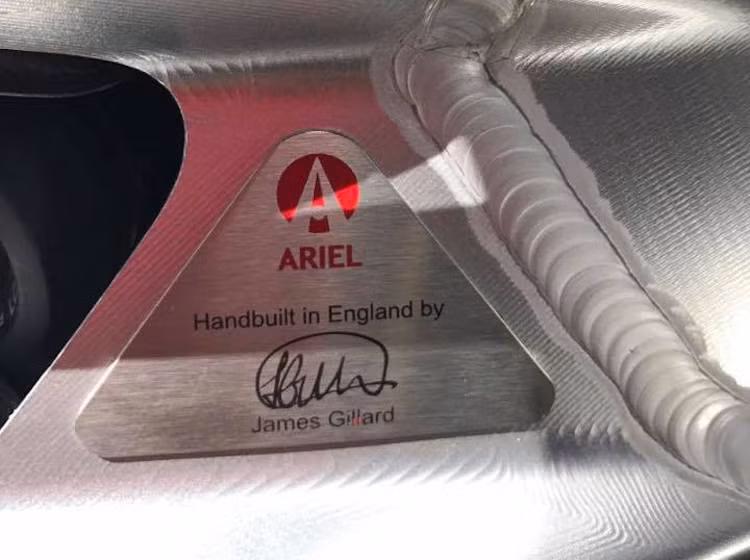 ARIEL
Handbuilt in England by
James Gillard